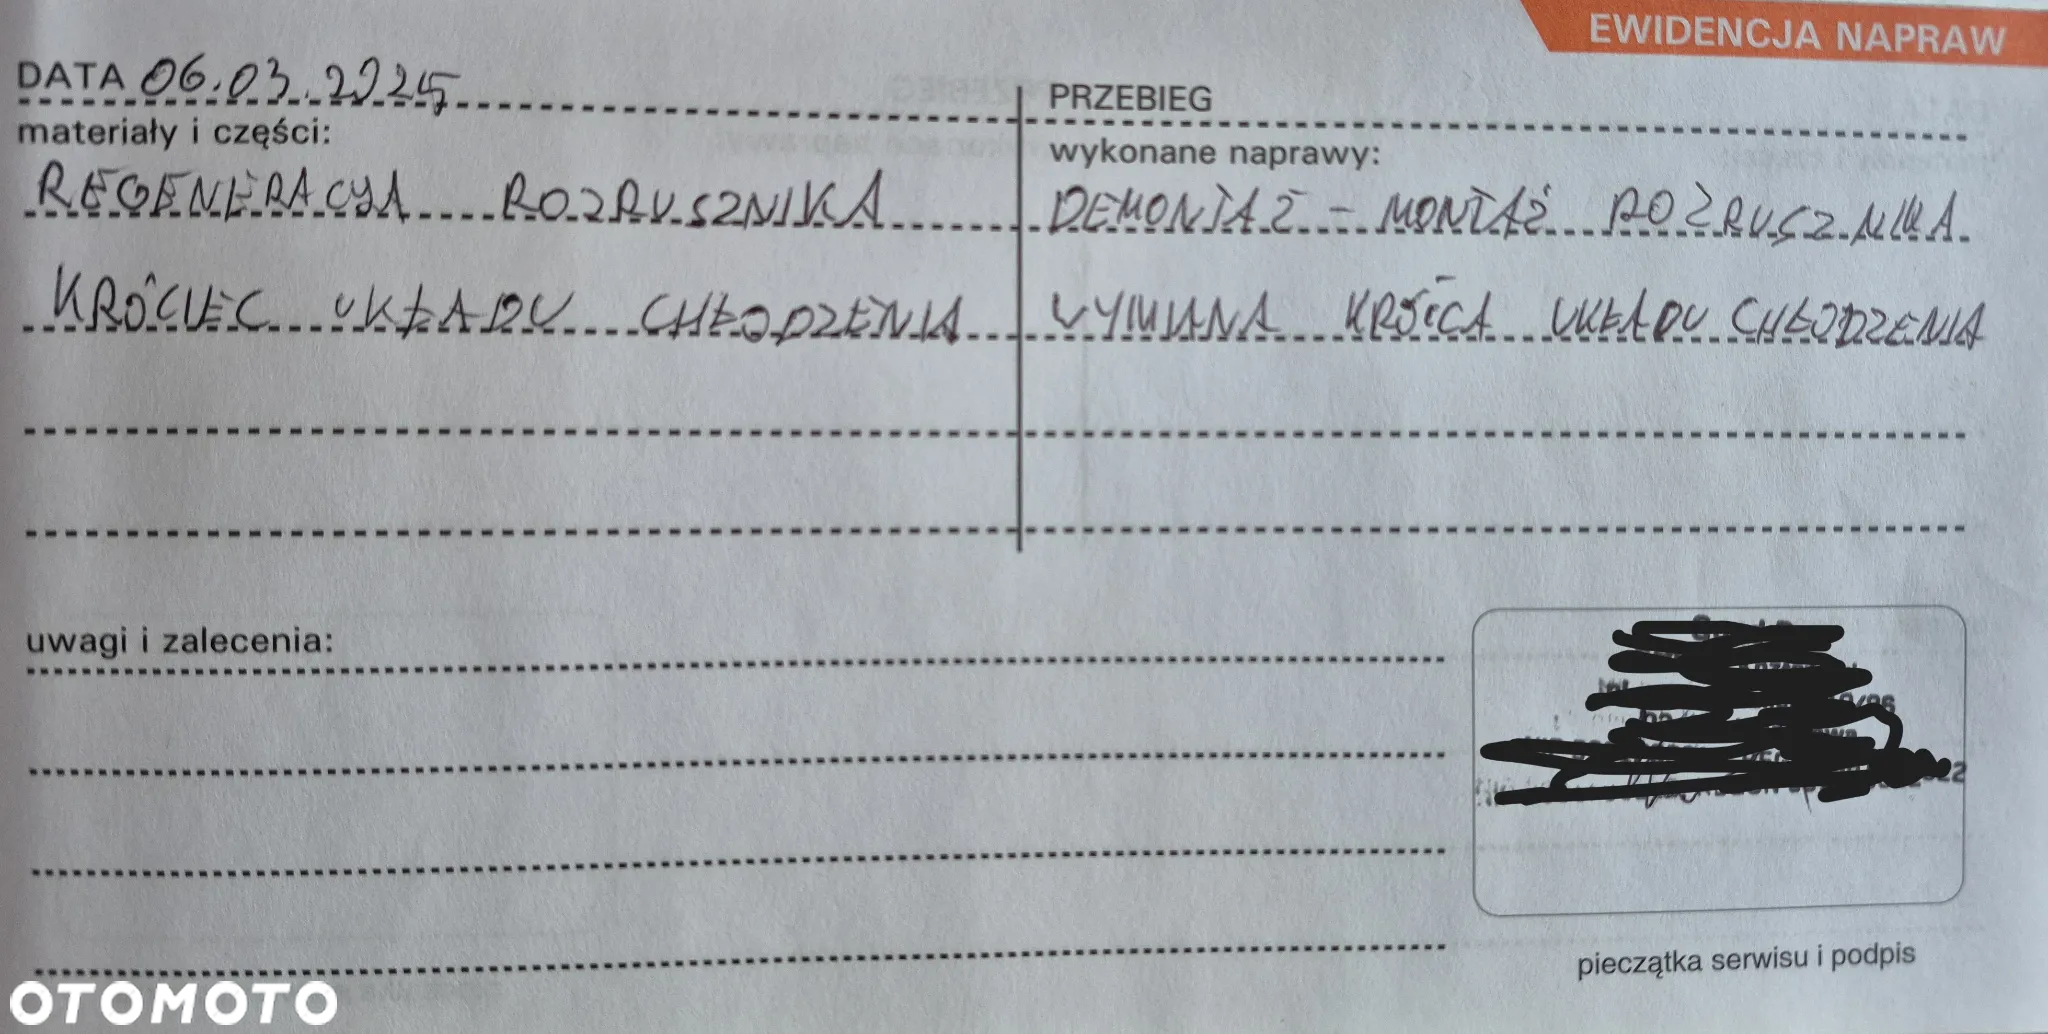 EWIDENCJA NAPRAW
DATA 06.03.2025
PRZEBIEG
materiały i części:
wykonane naprawy:
REGENERACJA ROZRUSZNIKA
DEMONTAŻ - MONTAŻ ROZRUSZNIKA
KRÓCIEC UKŁADU CHŁODZENIA
WYMIANA KRÓĆCA UKŁADU CHŁODZENIA
uwagi i zalecenia:
pieczątka serwisu i podpis
OTOMOTO